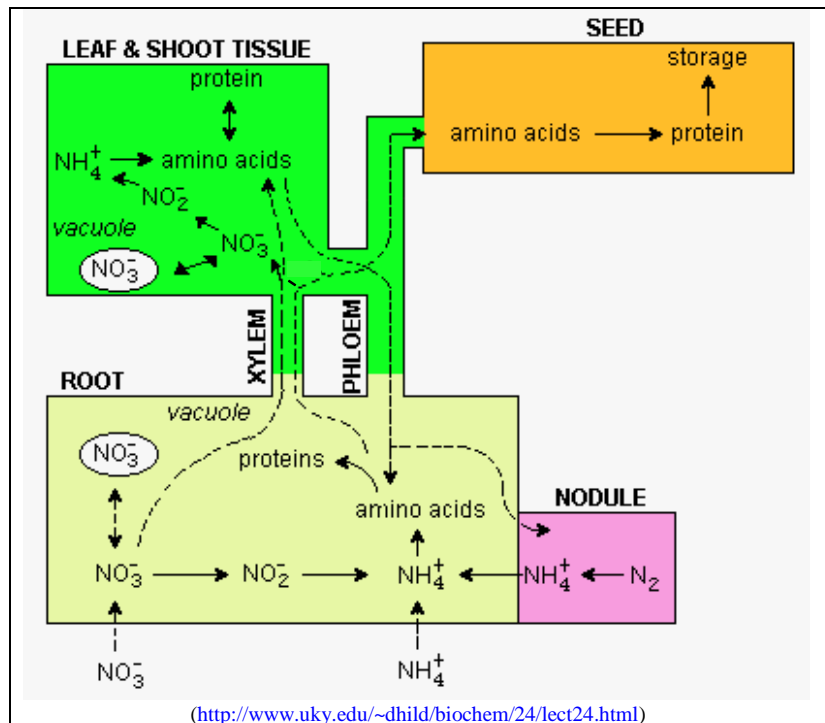 LEAF & SHOOT TISSUE
protein
NH₄⁺
amino acids
NO₂⁻
vacuole
NO₃⁻
NO₃⁻
SEED
storage
amino acids
protein
XYLEM
PHLOEM
ROOT
vacuole
NO₃⁻
proteins
amino acids
NO₃⁻
NO₂⁻
NH₄⁺
NO₃⁻
NH₄⁺
NODULE
NH₄⁺
N₂
(http://www.uky.edu/~dhild/biochem/24/lect24.html)